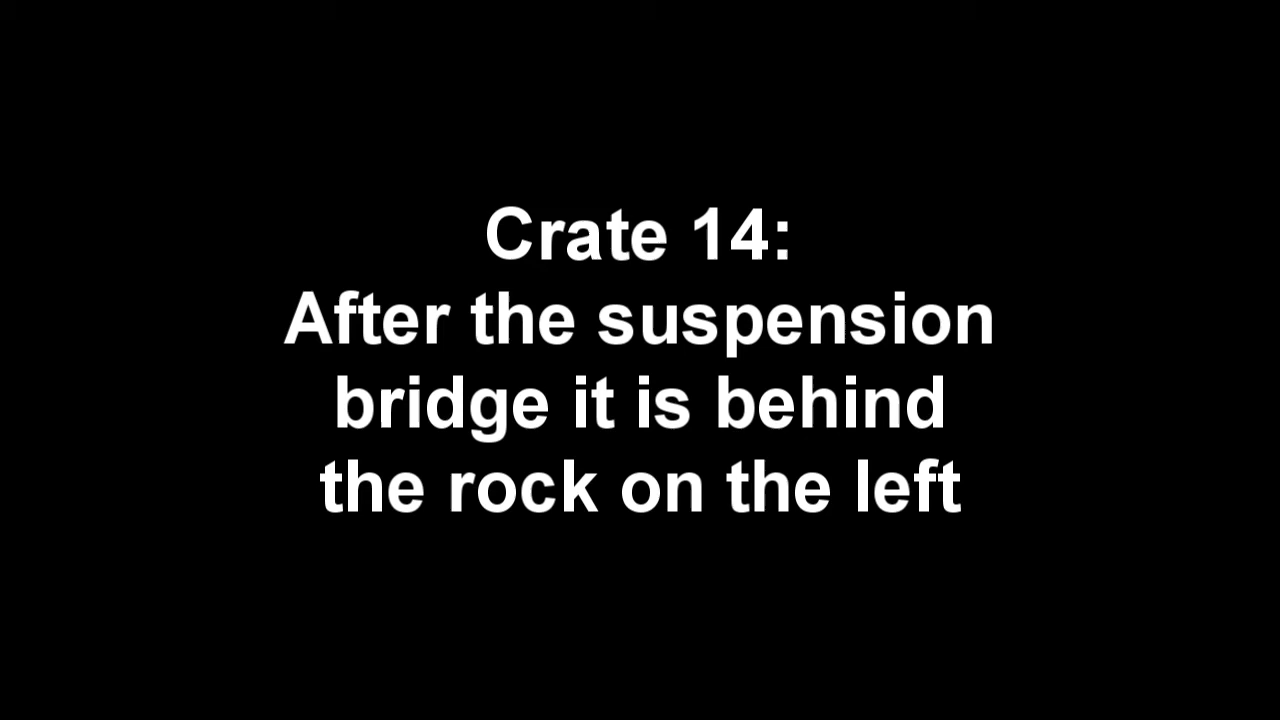 Crate 14:
After the suspension
bridge it is behind
the rock on the left